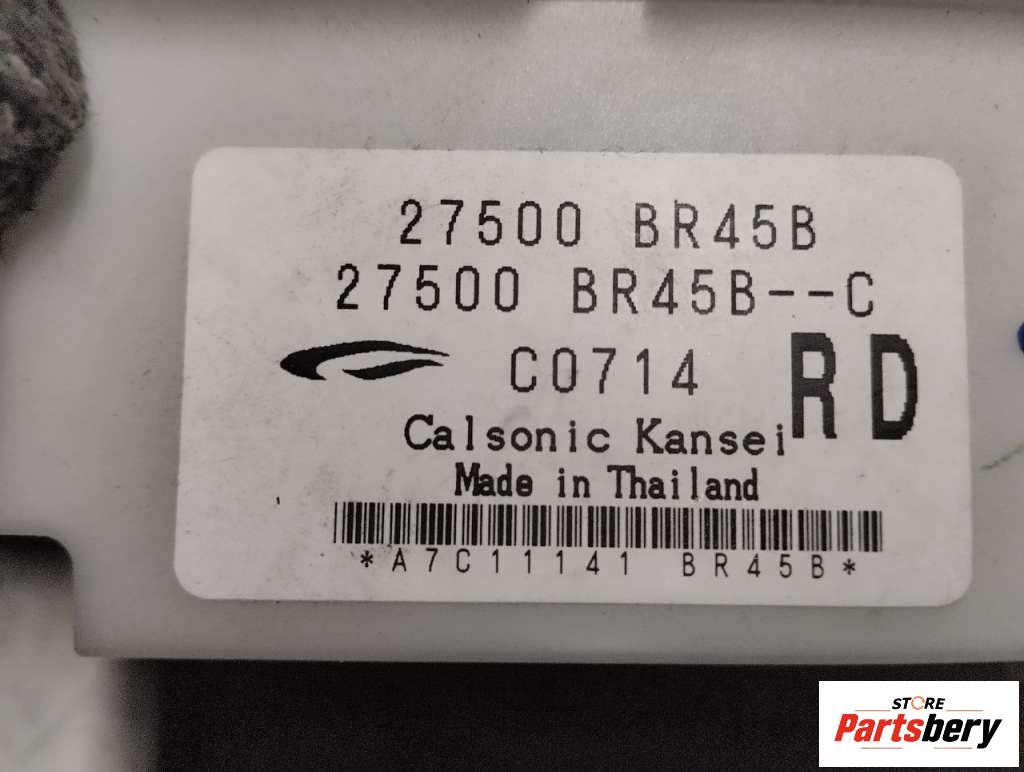 27500 BR45B
27500 BR45B--C
C0714 RD
Calsonic Kansei
Made in Thailand
*A7C11141 BR45B*
STORE
Partsbery